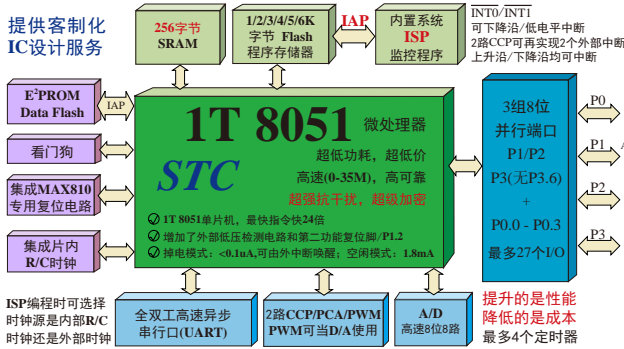 提供客制化
IC设计服务
256字节
SRAM
1/2/3/4/5/6K
字节 Flash
程序存储器
IAP
内置系统
ISP
监控程序
INT0/INT1
可下降沿/低电平中断
2路CCP可再实现2个外部中断
上升沿/下降沿均可中断
E²PROM
Data Flash
IAP
看门狗
集成MAX810
专用复位电路
集成片内
R/C时钟
1T 8051 微处理器
STC
超低功耗，超低价
高速(0-35M)，高可靠
超强抗干扰，超级加密
1T 8051单片机，最快指令快24倍
增加了外部低压检测电路和第二功能复位脚/P1.2
掉电模式：<0.1uA,可由外中断唤醒；空闲模式：1.8mA
3组8位
并行端口
P1/P2
P3(无P3.6)
+
P0.0 - P0.3
最多27个I/O
P0
P1
P2
P3
ISP编程时可选择
时钟源是内部R/C
时钟还是外部时钟
全双工高速异步
串行口(UART)
2路CCP/PCA/PWM
PWM可当D/A使用
A/D
高速8位8路
提升的是性能
降低的是成本
最多4个定时器